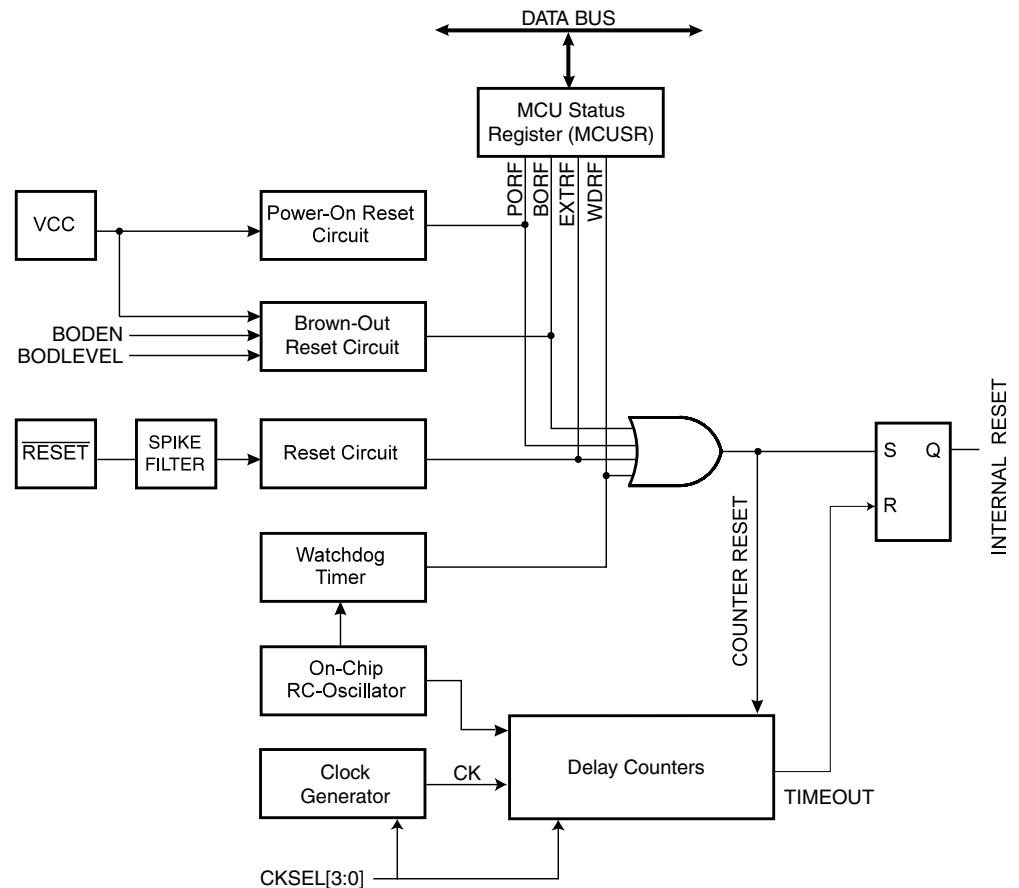 DATA BUS
MCU Status
Register (MCUSR)
PORF
BORF
EXTRF
WDRF
VCC
Power-On Reset
Circuit
BODEN
BODLEVEL
Brown-Out
Reset Circuit
RESET
SPIKE
FILTER
Reset Circuit
S
Q
R
INTERNAL RESET
COUNTER RESET
Watchdog
Timer
On-Chip
RC-Oscillator
Clock
Generator
CK
Delay Counters
TIMEOUT
CKSEL[3:0]